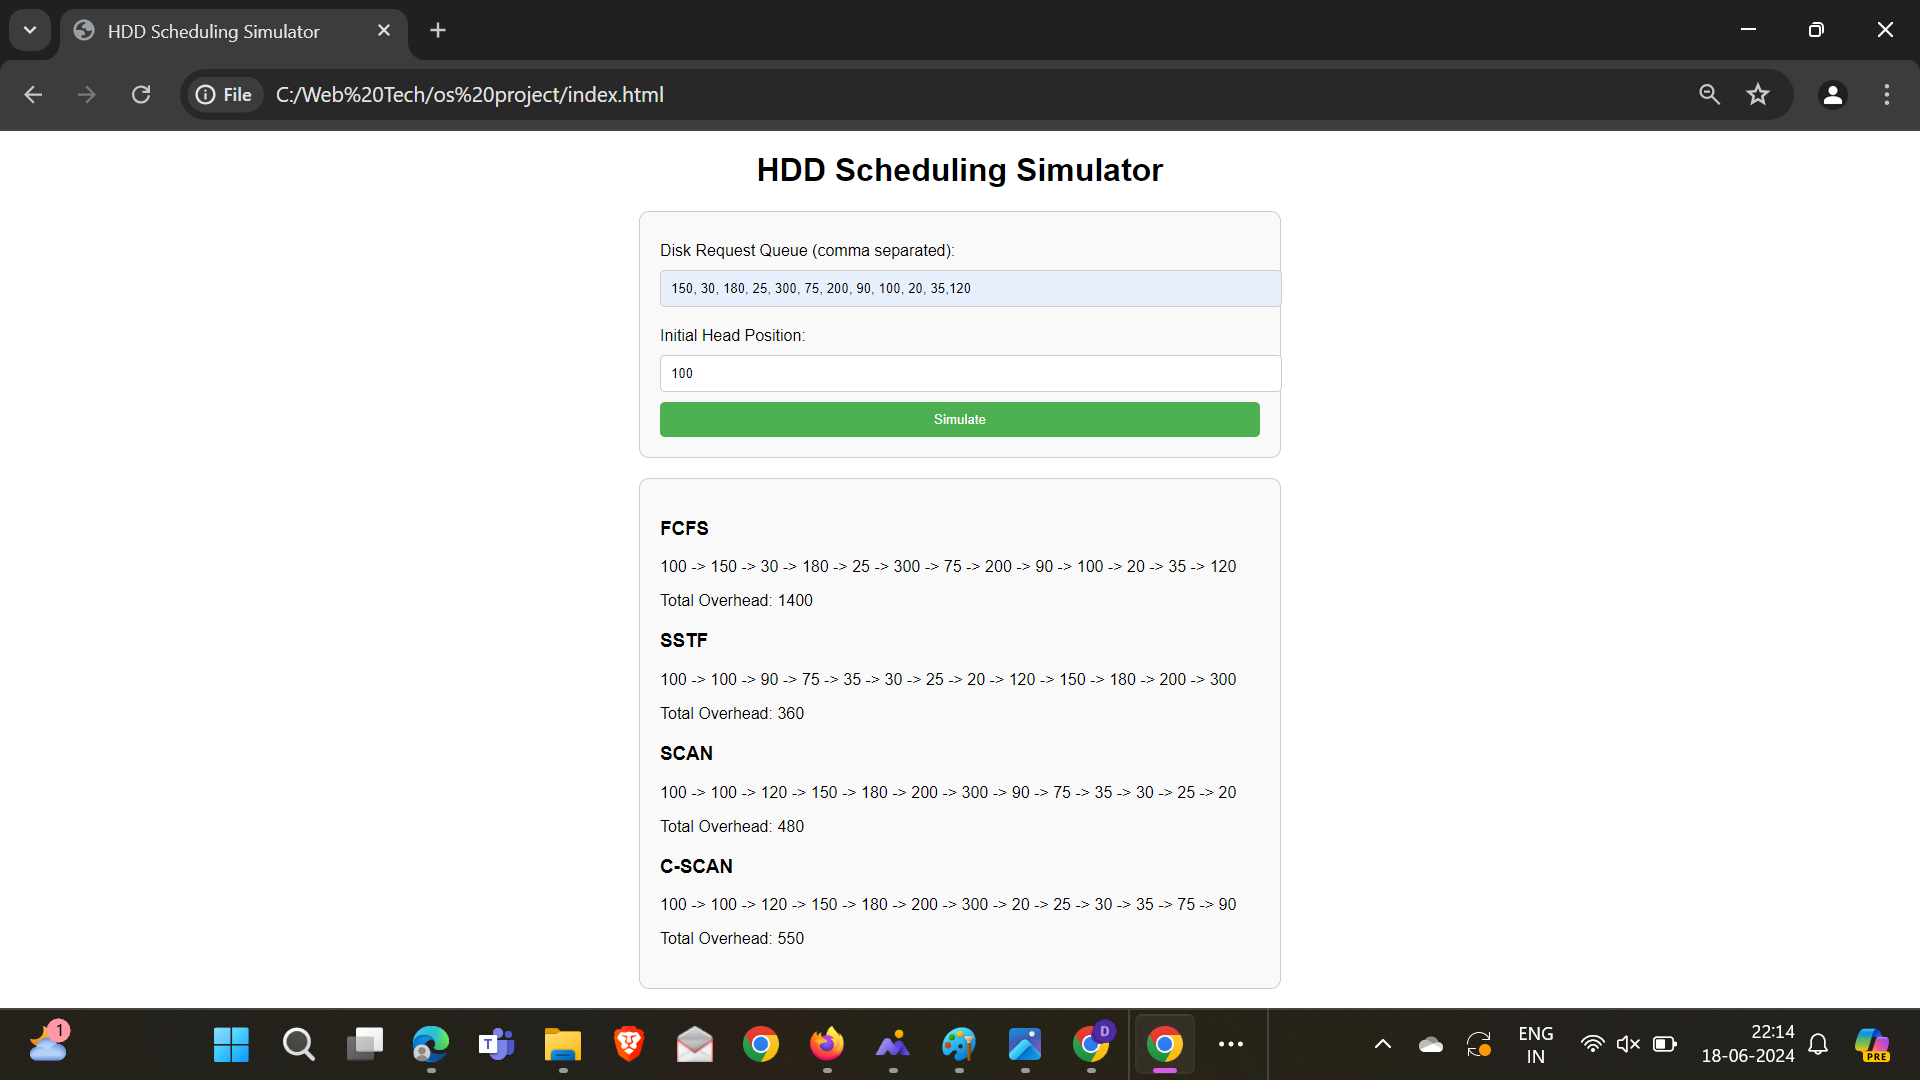 HDD Scheduling Simulator
File C:/Web%20Tech/os%20project/index.html
HDD Scheduling Simulator
Disk Request Queue (comma separated):
150, 30, 180, 25, 300, 75, 200, 90, 100, 20, 35,120
Initial Head Position:
100
Simulate
FCFS
100 -> 150 -> 30 -> 180 -> 25 -> 300 -> 75 -> 200 -> 90 -> 100 -> 20 -> 35 -> 120
Total Overhead: 1400
SSTF
100 -> 100 -> 90 -> 75 -> 35 -> 30 -> 25 -> 20 -> 120 -> 150 -> 180 -> 200 -> 300
Total Overhead: 360
SCAN
100 -> 100 -> 120 -> 150 -> 180 -> 200 -> 300 -> 90 -> 75 -> 35 -> 30 -> 25 -> 20
Total Overhead: 480
C-SCAN
100 -> 100 -> 120 -> 150 -> 180 -> 200 -> 300 -> 20 -> 25 -> 30 -> 35 -> 75 -> 90
Total Overhead: 550
1
T
D
ENG
IN
22:14
18-06-2024
PRE